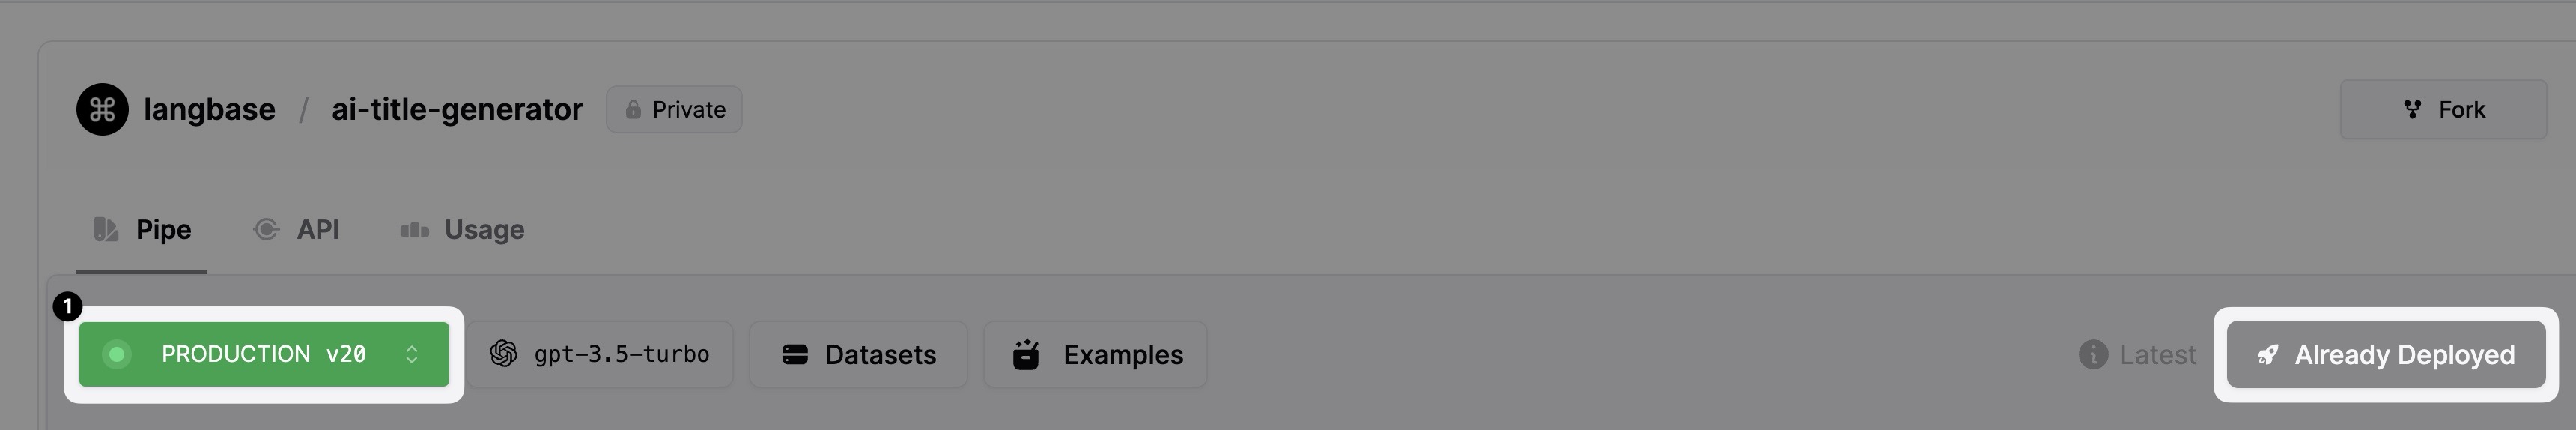 langbase / ai-title-generator Private Fork
Pipe API Usage
1
PRODUCTION v20 gpt-3.5-turbo Datasets Examples Latest Already Deployed